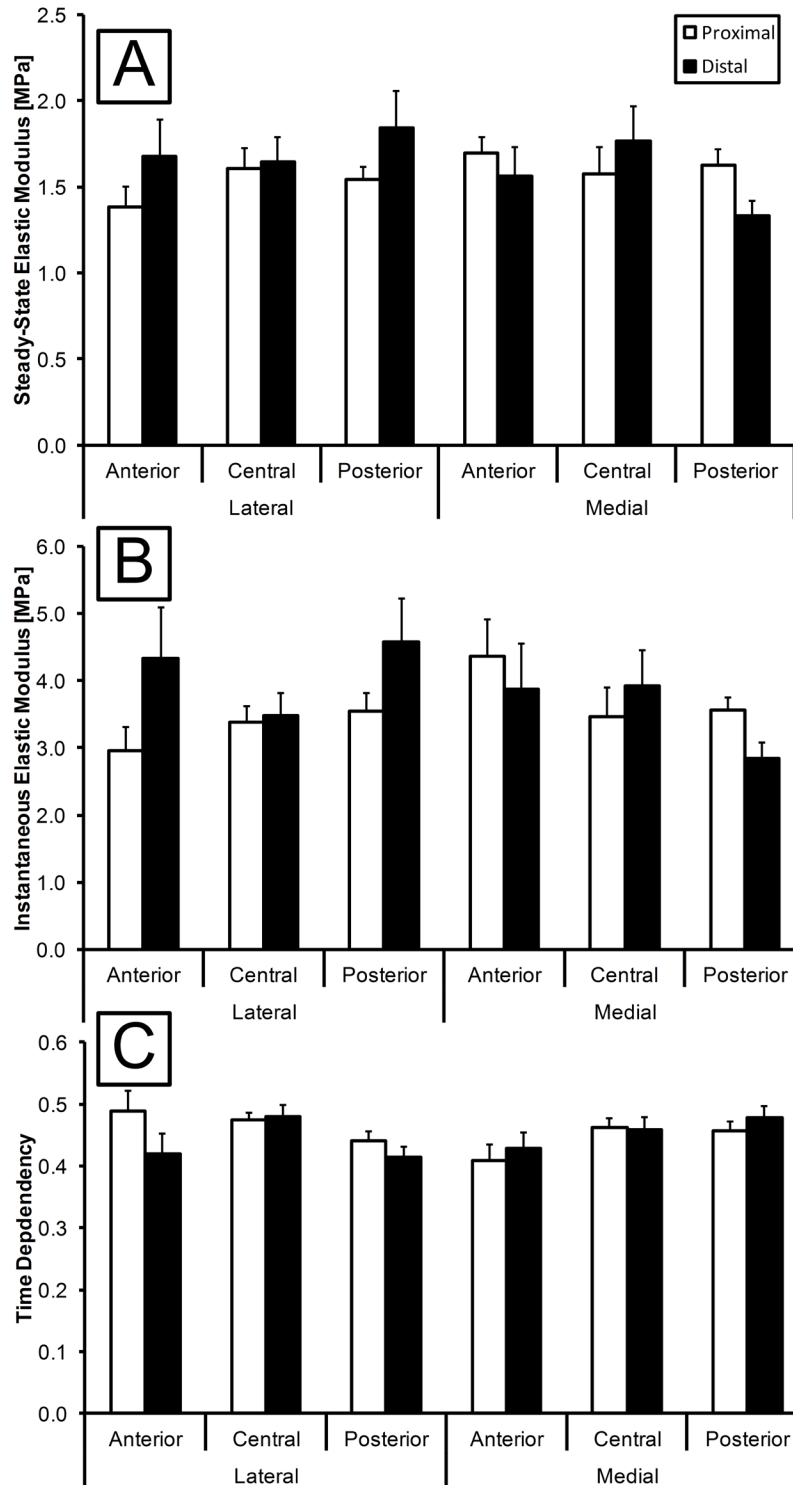 A
Steady-State Elastic Modulus [MPa]
2.5
2.0
1.5
1.0
0.5
0.0
Proximal
Distal
Anterior Central Posterior Anterior Central Posterior
Lateral Medial
B
Instantaneous Elastic Modulus [MPa]
6.0
5.0
4.0
3.0
2.0
1.0
0.0
Anterior Central Posterior Anterior Central Posterior
Lateral Medial
C
Time Depdendency
0.6
0.5
0.4
0.3
0.2
0.1
0.0
Anterior Central Posterior Anterior Central Posterior
Lateral Medial